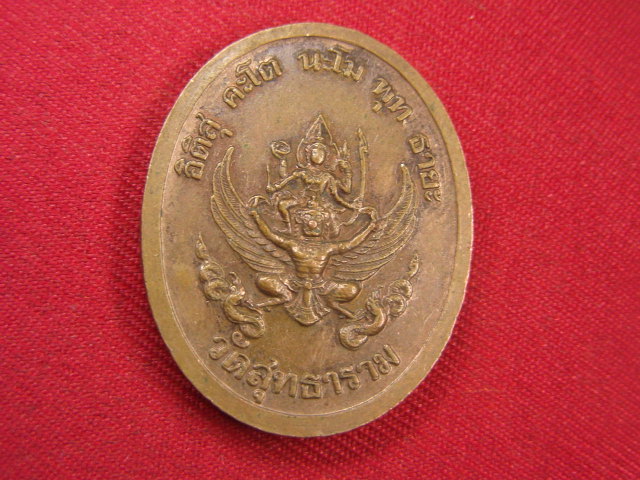 อิติสุ คะโต นะโม พุท ธายะ
วัดสุทธาราม